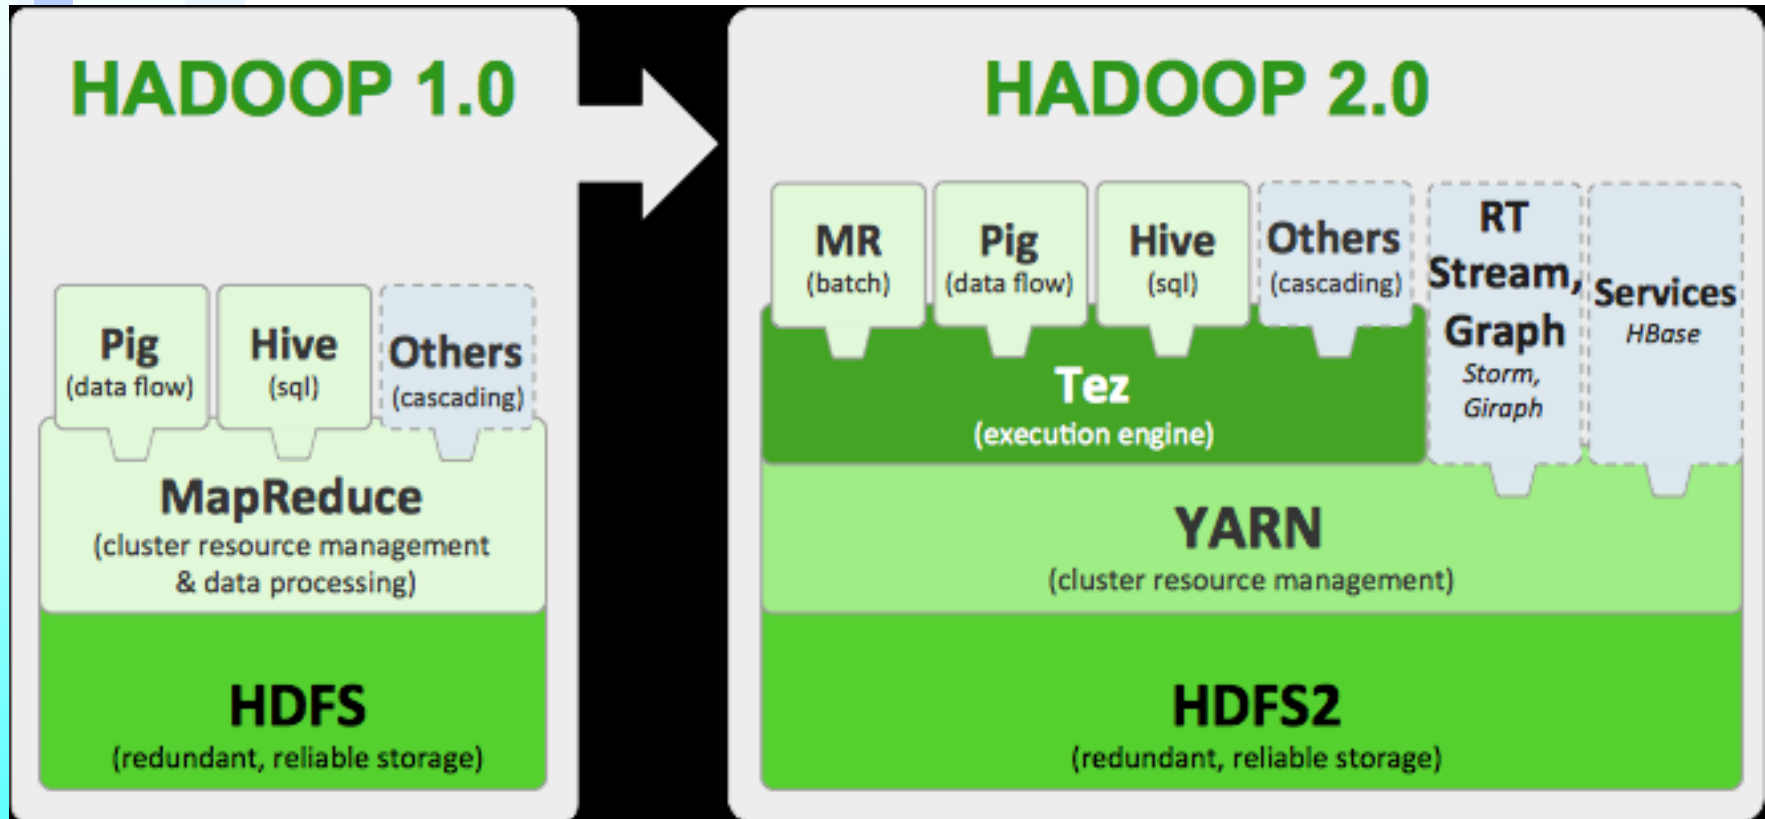 HADOOP 1.0
Pig
(data flow)
Hive
(sql)
Others
(cascading)
MapReduce
(cluster resource management
& data processing)
HDFS
(redundant, reliable storage)
HADOOP 2.0
MR
(batch)
Pig
(data flow)
Hive
(sql)
Others
(cascading)
RT
Stream,
Graph
Storm,
Giraph
Services
HBase
Tez
(execution engine)
YARN
(cluster resource management)
HDFS2
(redundant, reliable storage)